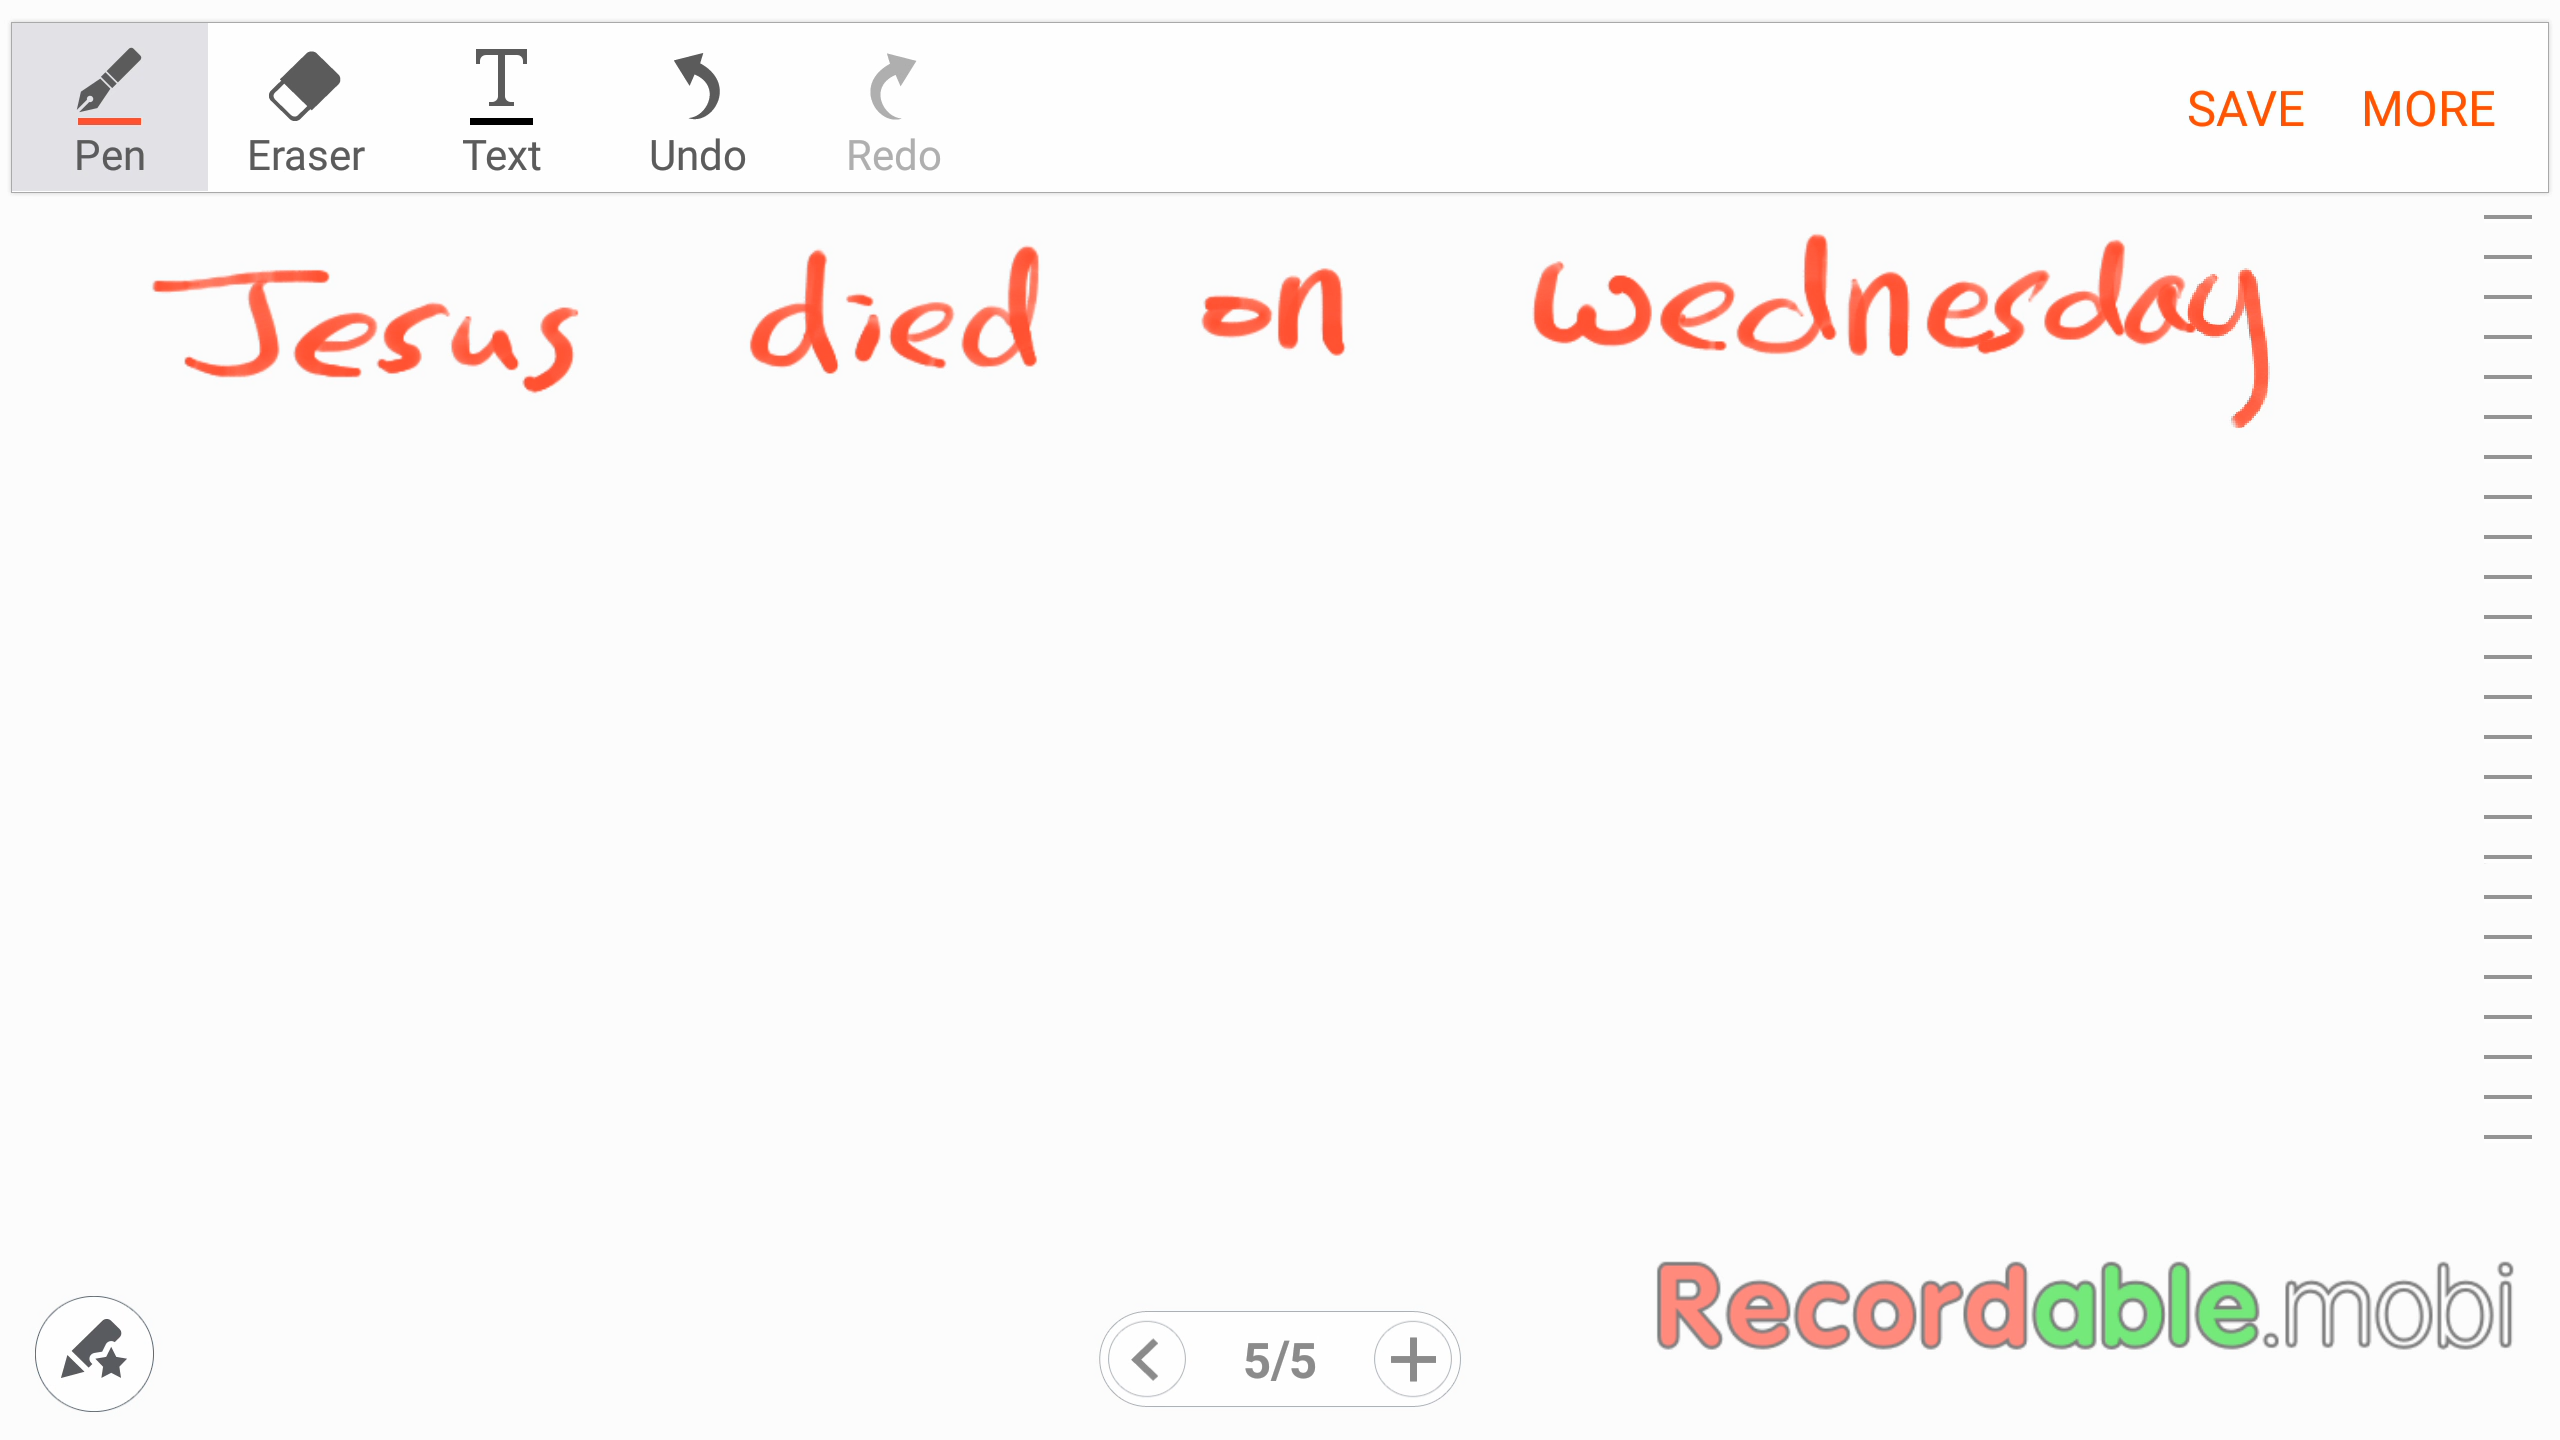 Pen Eraser Text Undo Redo SAVE MORE
Jesus died on wednesday
5/5
Recordable.mobi